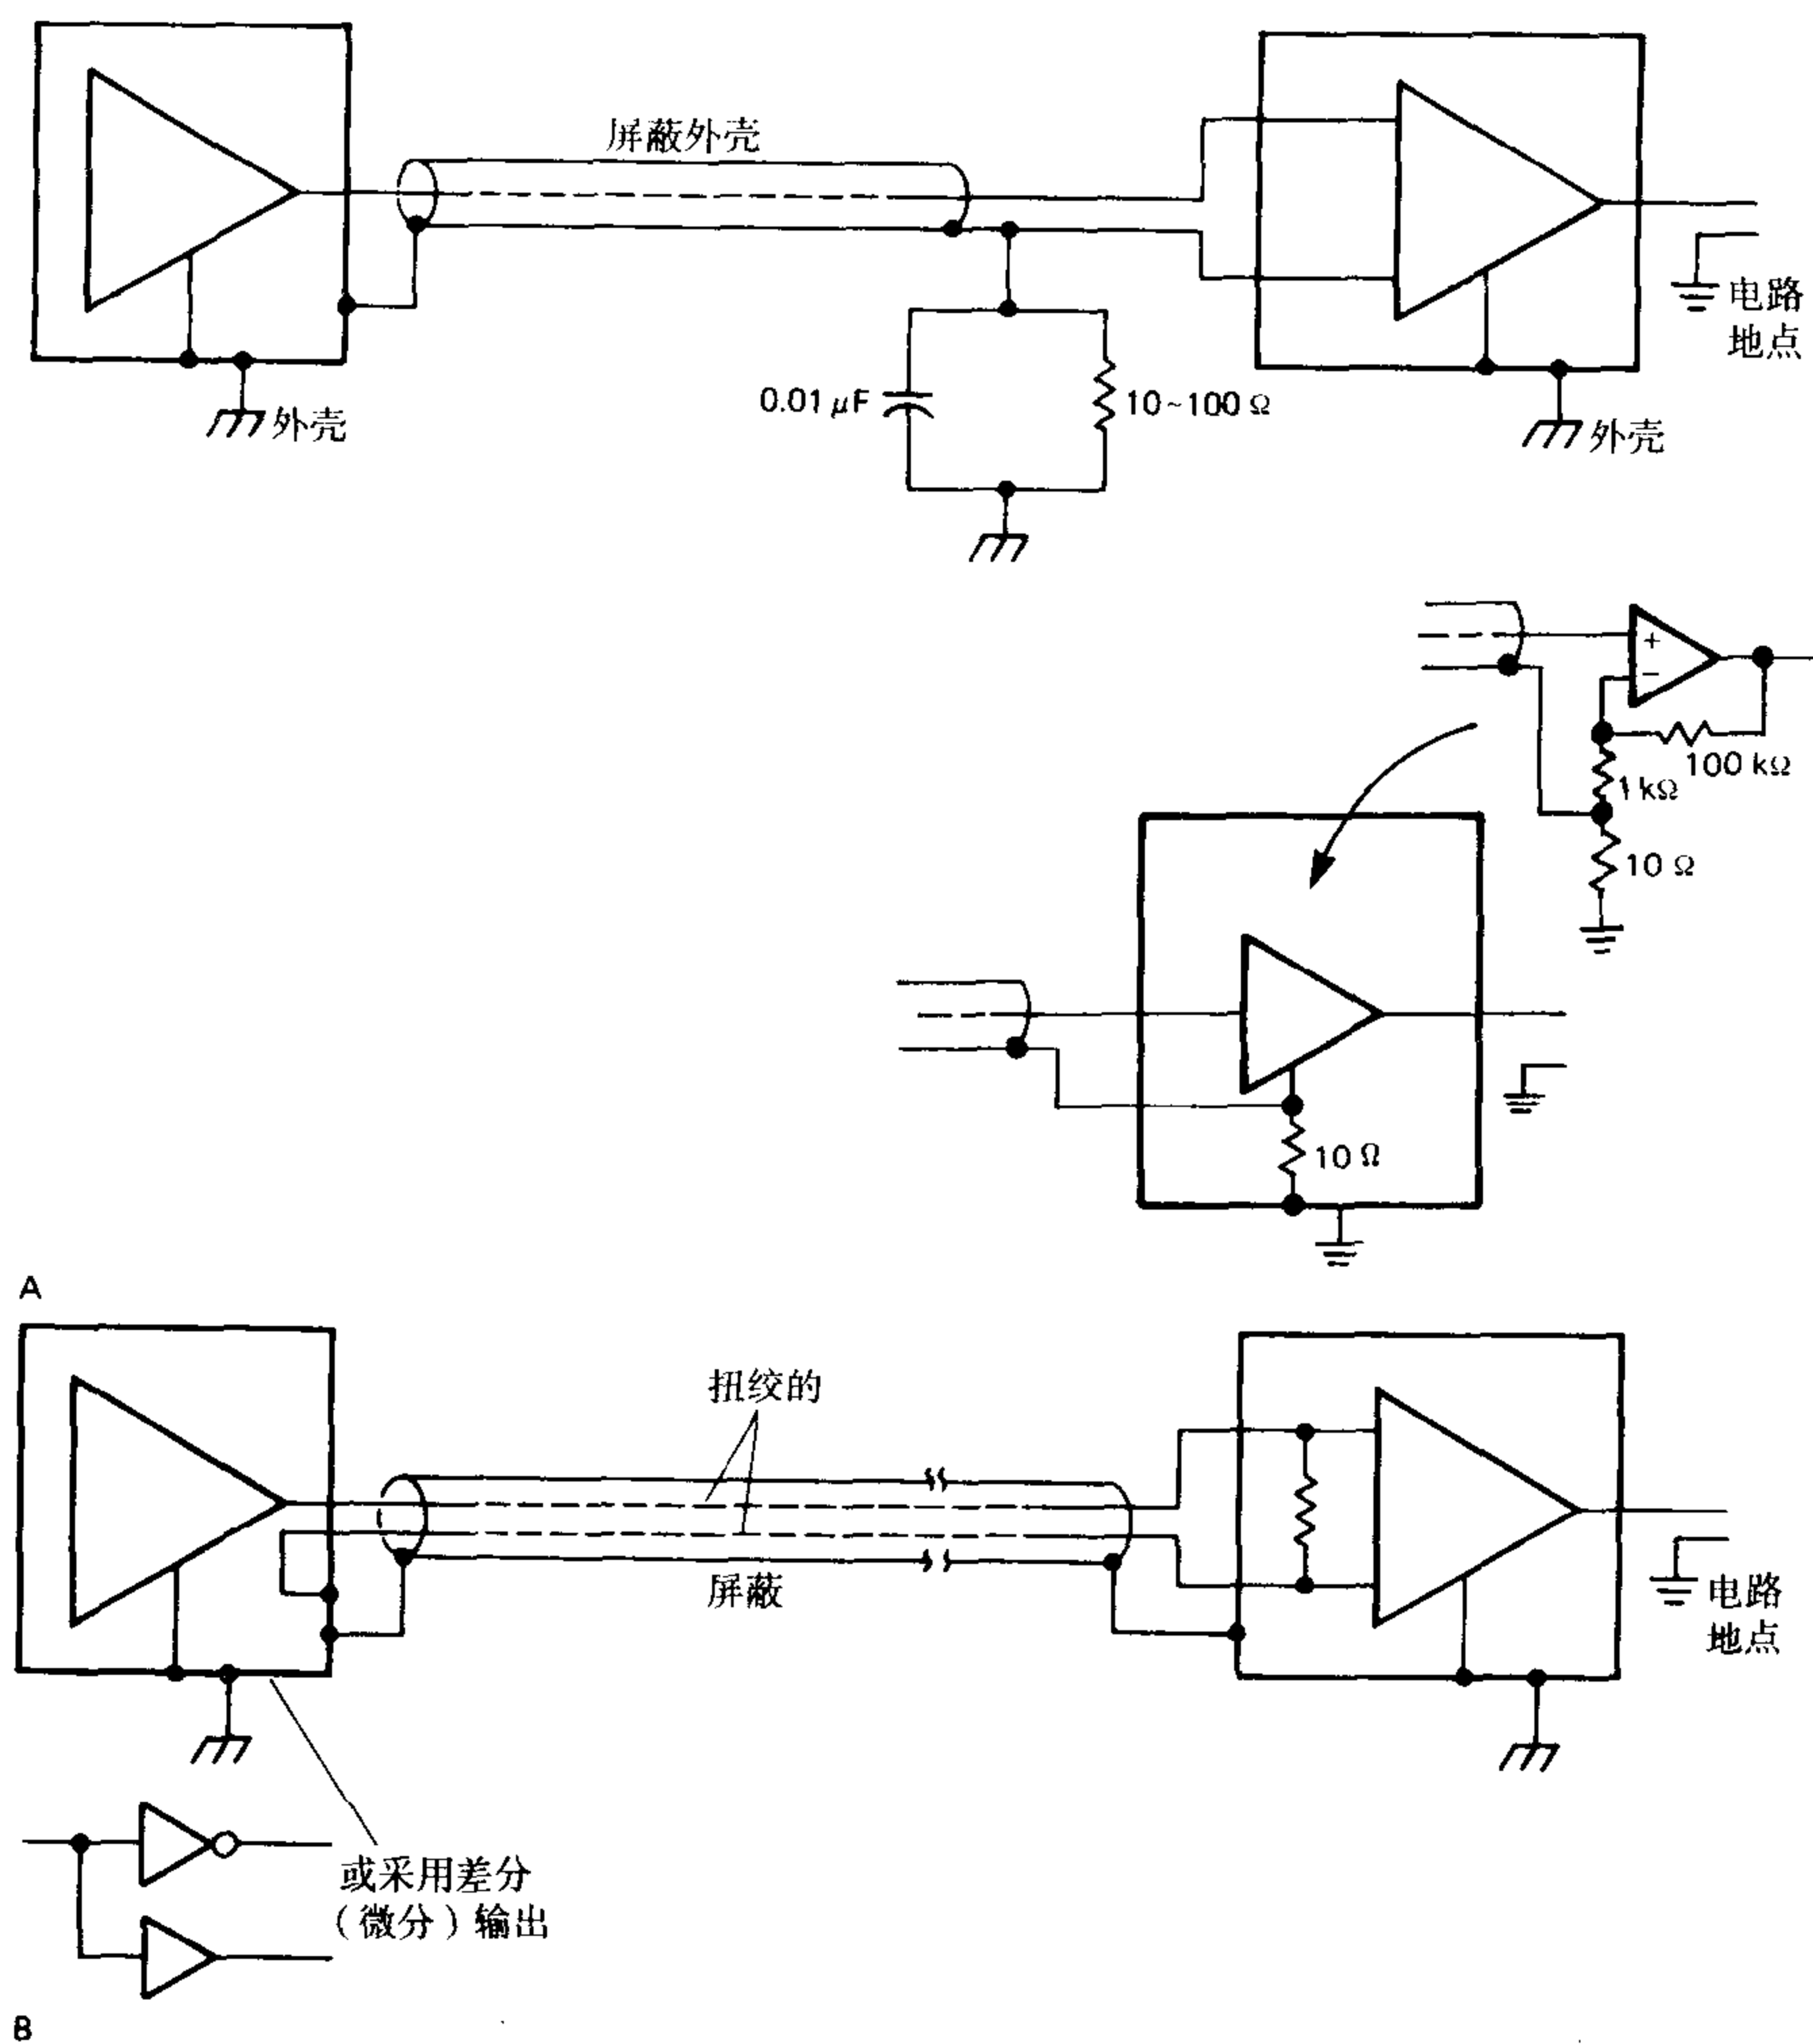 屏蔽外壳
电路
地点
0.01 μF
10~100 Ω
外壳
外壳
+
−
100 kΩ
1 kΩ
10 Ω
10 Ω
A
扭绞的
屏蔽
电路
地点
或采用差分
（微分）输出
B